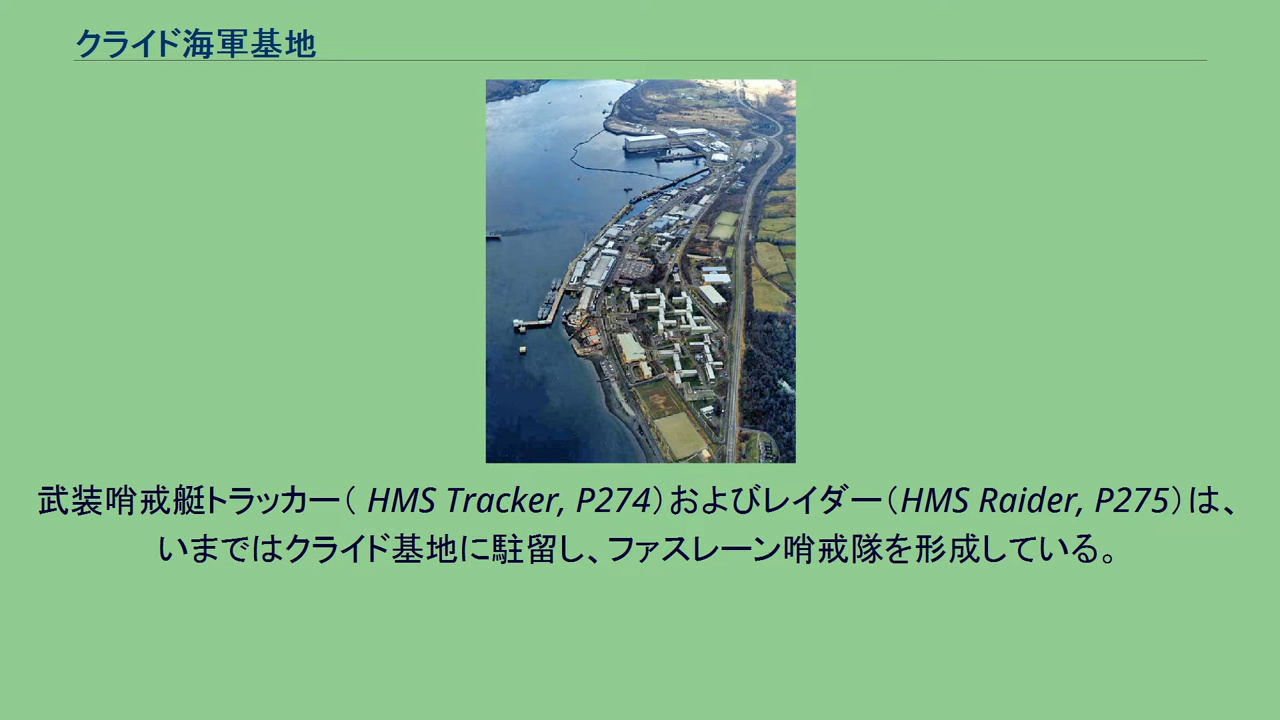 クライド海軍基地
武装哨戒艇トラッカー( HMS Tracker, P274)およびレイダー(HMS Raider, P275)は、
いまではクライド基地に駐留し、ファスレーン哨戒隊を形成している。